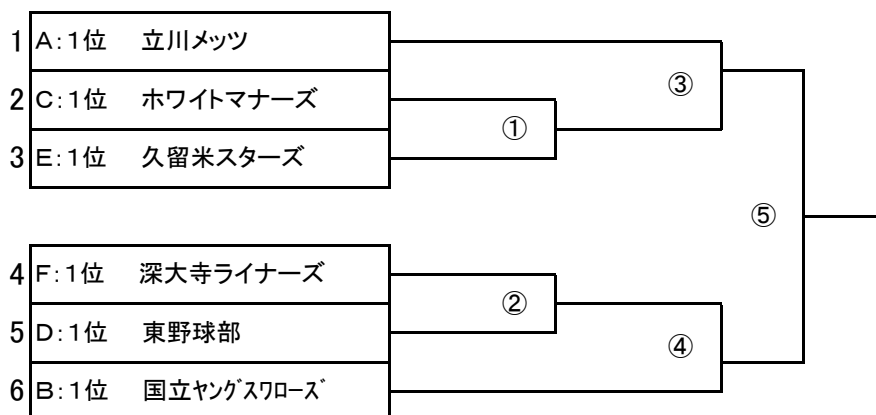 1 A:1位 立川メッツ
③
2 C:1位 ホワイトマナーズ
①
3 E:1位 久留米スターズ
⑤
4 F:1位 深大寺ライナーズ
②
5 D:1位 東野球部
④
6 B:1位 国立ヤングスワローズ